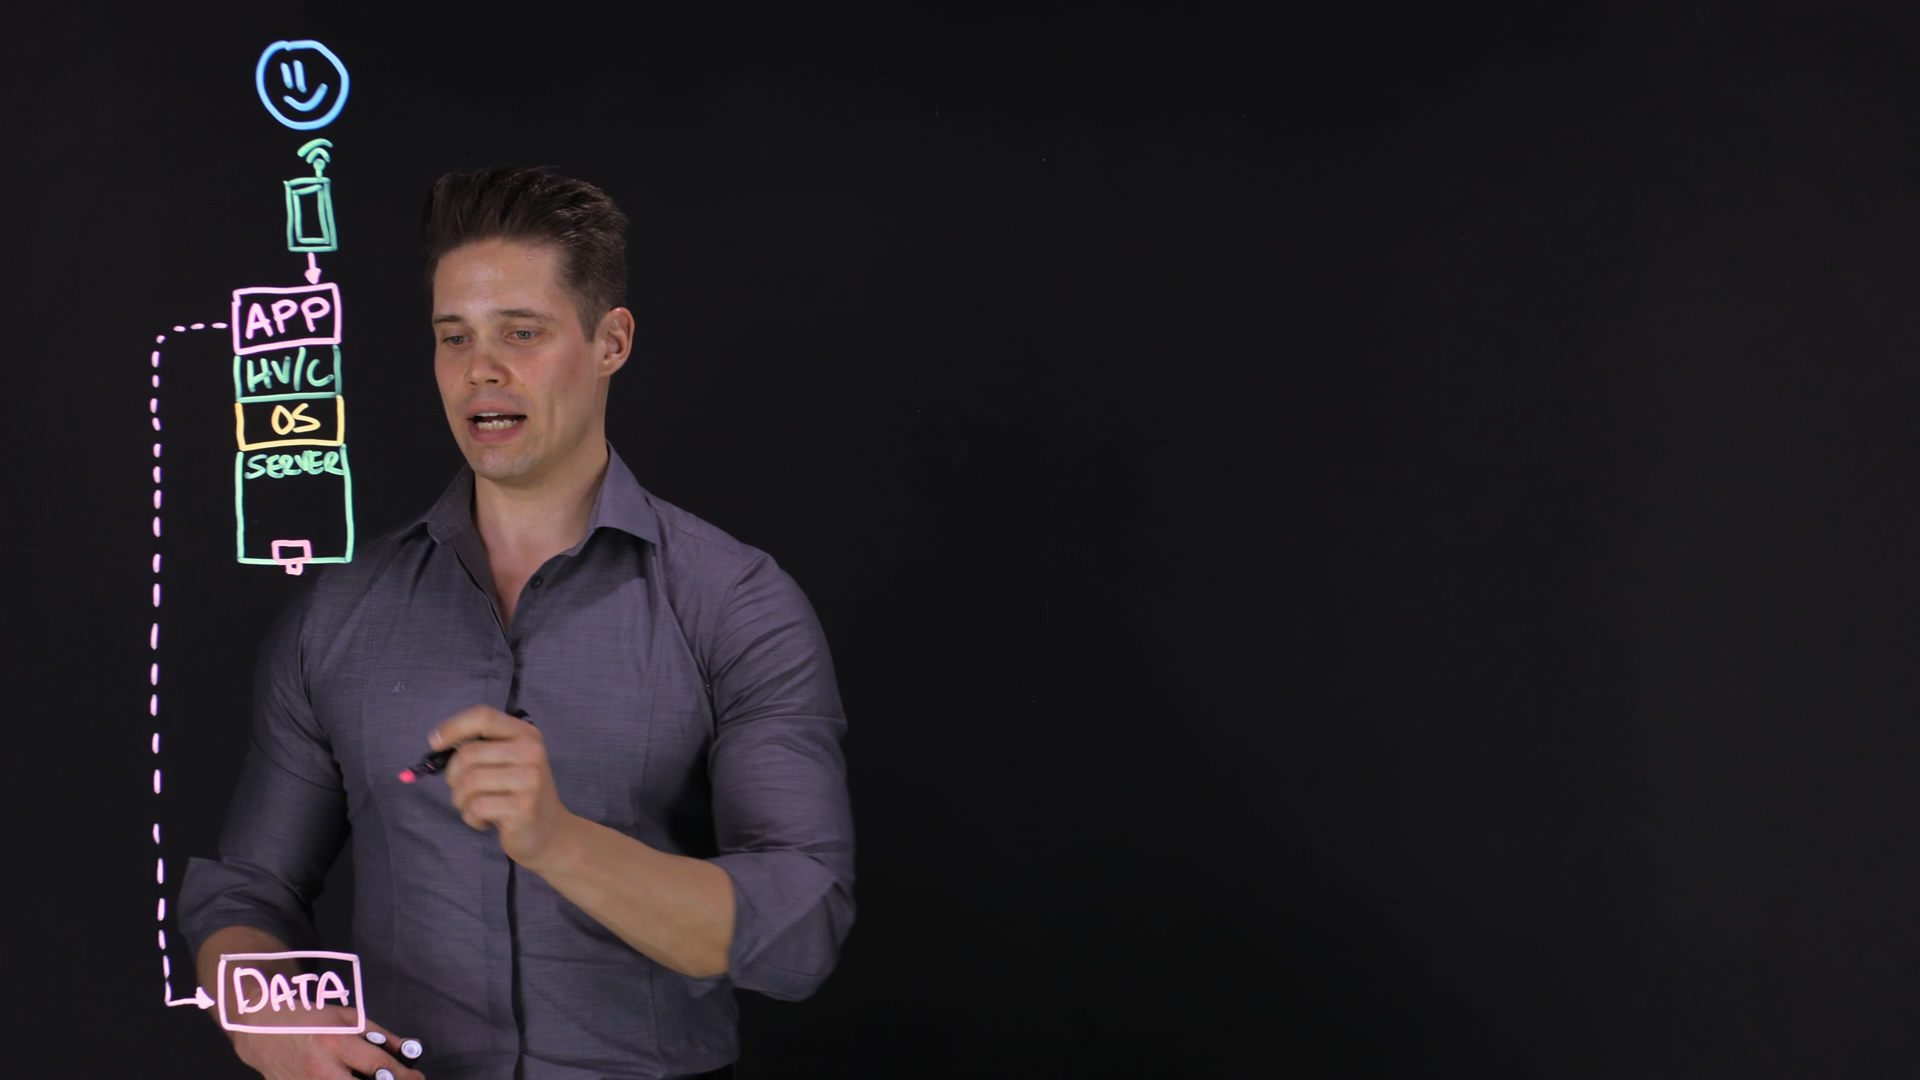 APP
HV/C
OS
SERVER
DATA